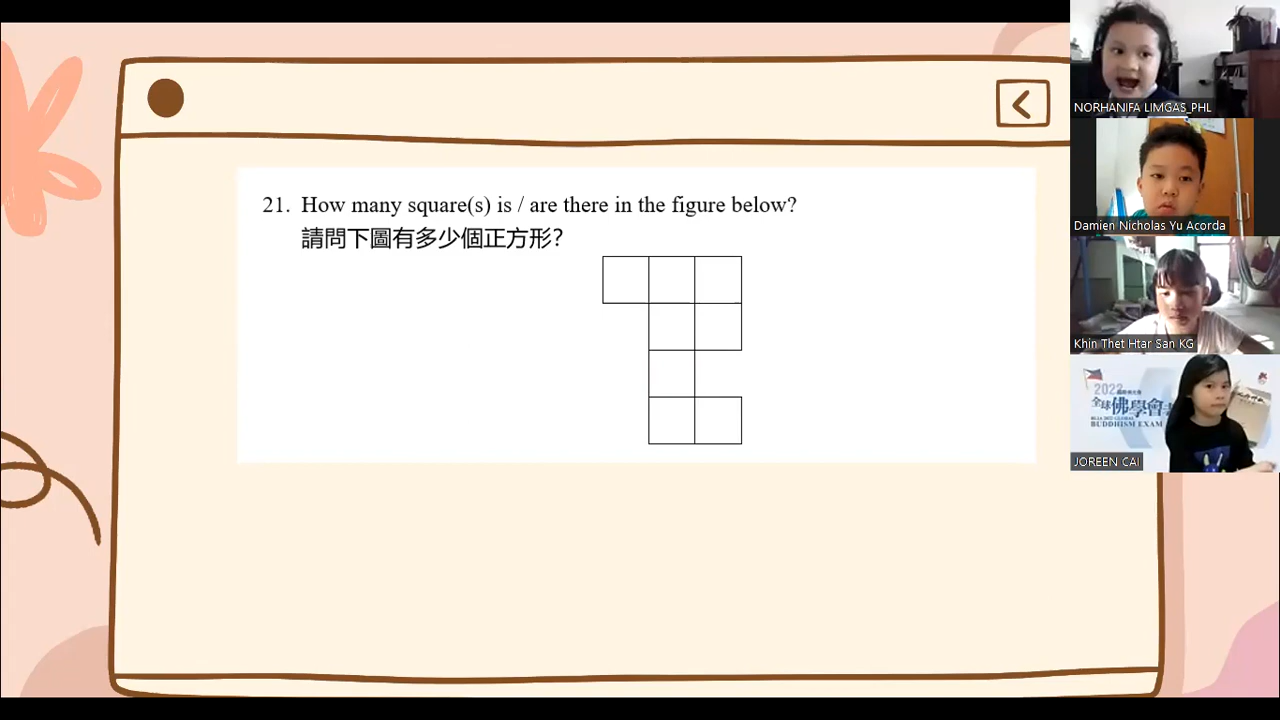 21. How many square(s) is / are there in the figure below?
請問下圖有多少個正方形?
NORHANIFA LIMGAS_PHL
Damien Nicholas Yu Acorda
Khin Thet Htar San KG
2022
全球佛學會考
BUDDHISM EXAM
JOREEN CAI